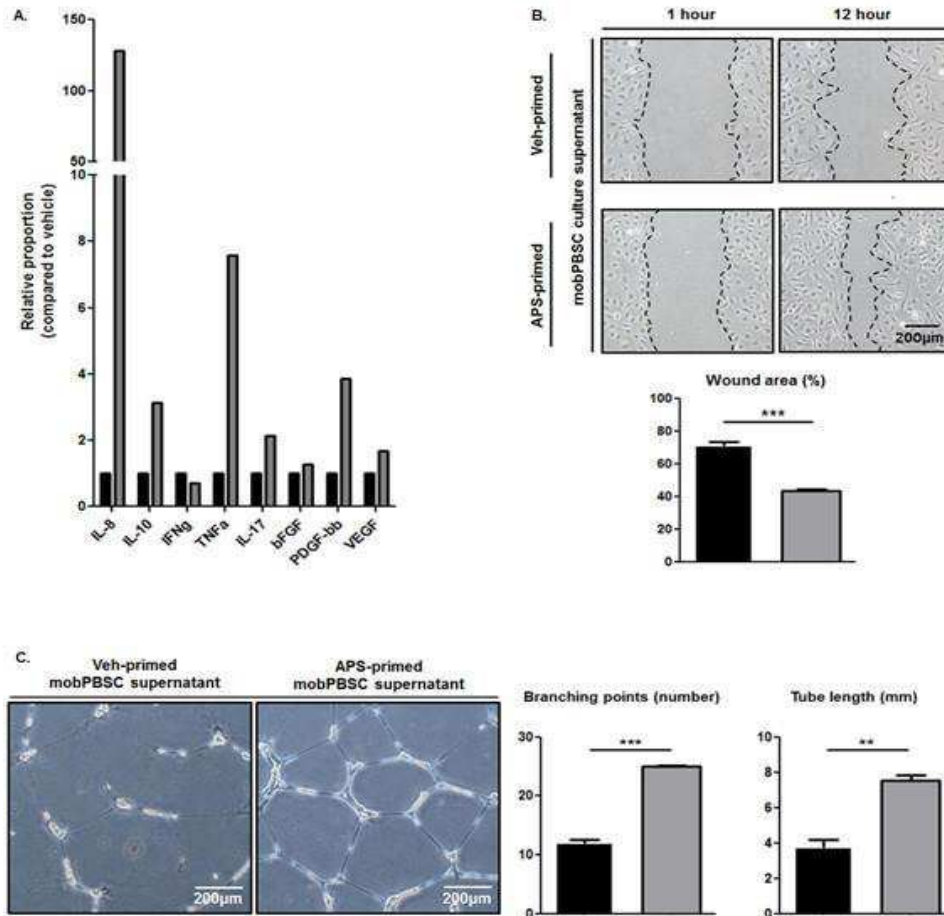 A.
150
125
100
75
50
10
8
6
4
2
0
Relative proportion
(compared to vehicle)
IL-8
IL-10
IFNg
TNFa
IL-17
bFGF
PDGF-bb
VEGF
B.
1 hour
12 hour
Veh-primed
APS-primed
mobPBSC culture supernatant
200µm
Wound area (%)
100
80
60
40
20
0
***
C.
Veh-primed
mobPBSC supernatant
APS-primed
mobPBSC supernatant
200µm
200µm
Branching points (number)
30
20
10
0
***
Tube length (mm)
10
8
6
4
2
0
**